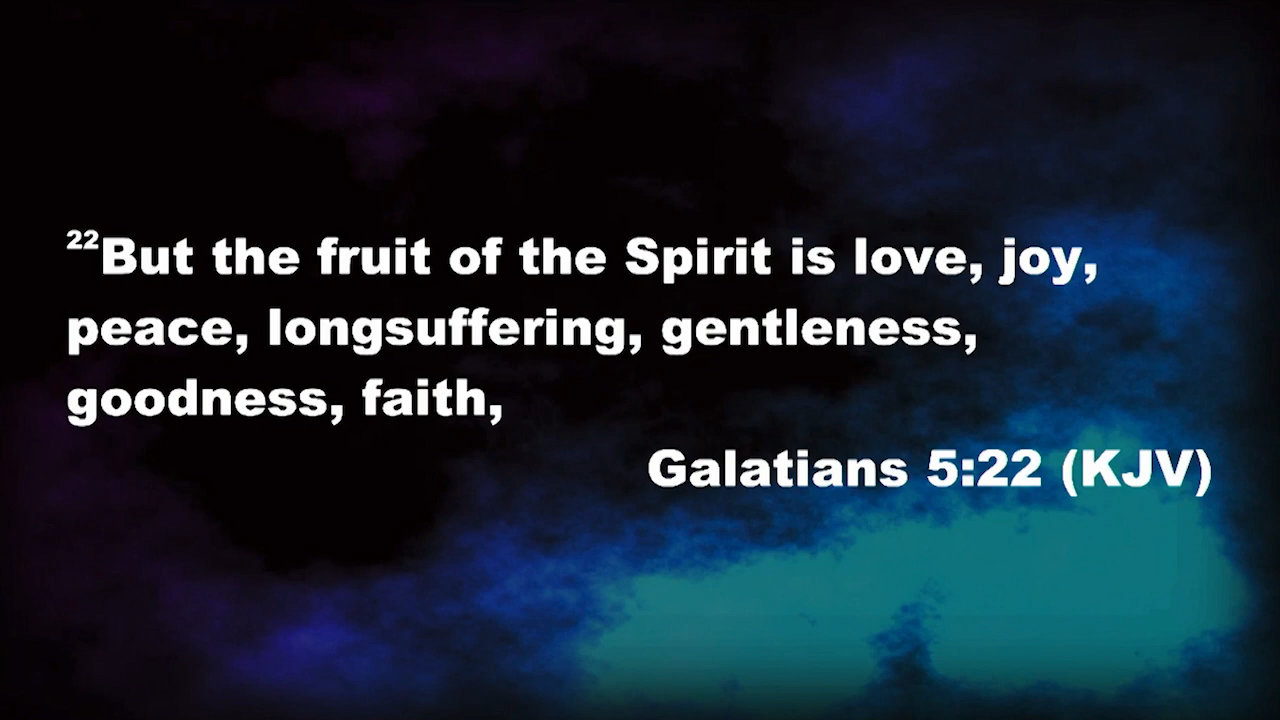 22But the fruit of the Spirit is love, joy,
peace, longsuffering, gentleness,
goodness, faith,
Galatians 5:22 (KJV)